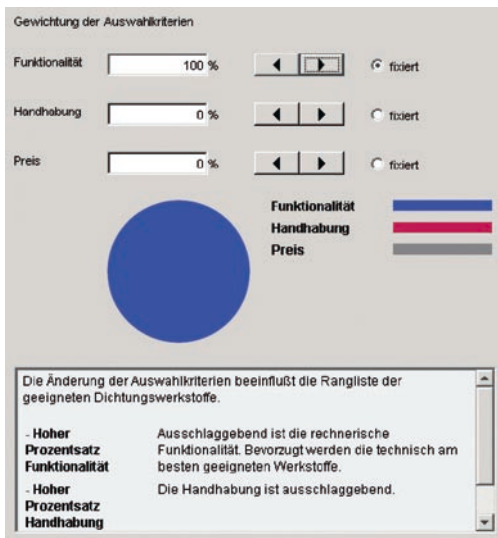 Gewichtung der Auswahlkriterien
Funktionalität 100 % fixiert
Handhabung 0 % fixiert
Preis 0 % fixiert
Funktionalität
Handhabung
Preis
Die Änderung der Auswahlkriterien beeinflußt die Rangliste der
geeigneten Dichtungswerkstoffe.
- Hoher Ausschlaggebend ist die rechnerische
Prozentsatz Funktionalität. Bevorzugt werden die technisch am
Funktionalität besten geeigneten Werkstoffe.
- Hoher Die Handhabung ist ausschlaggebend.
Prozentsatz
Handhabung